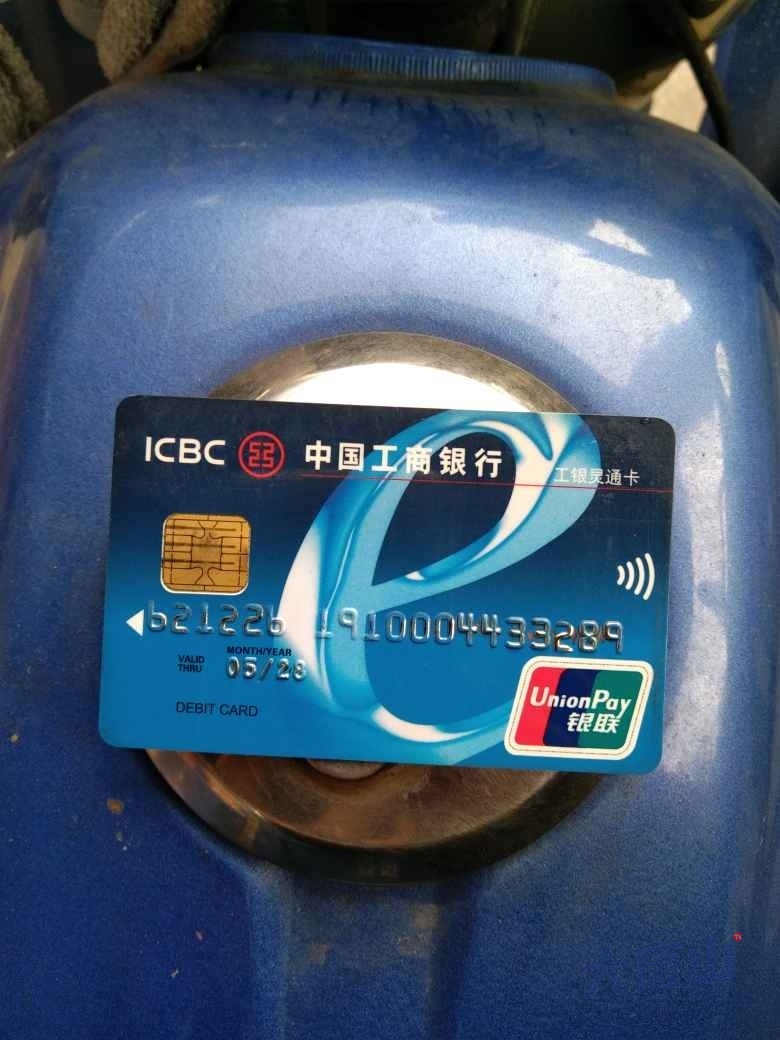 ICBC 中国工商银行
工银灵通卡
621226 1910004433289
VALID THRU MONTH/YEAR 05/28
DEBIT CARD
UnionPay
银联